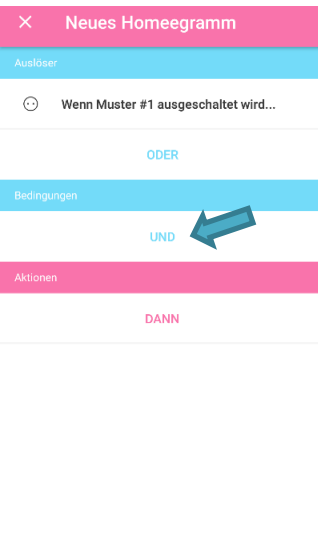 Neues Homeegramm
Auslöser
Wenn Muster #1 ausgeschaltet wird...
ODER
Bedingungen
UND
Aktionen
DANN